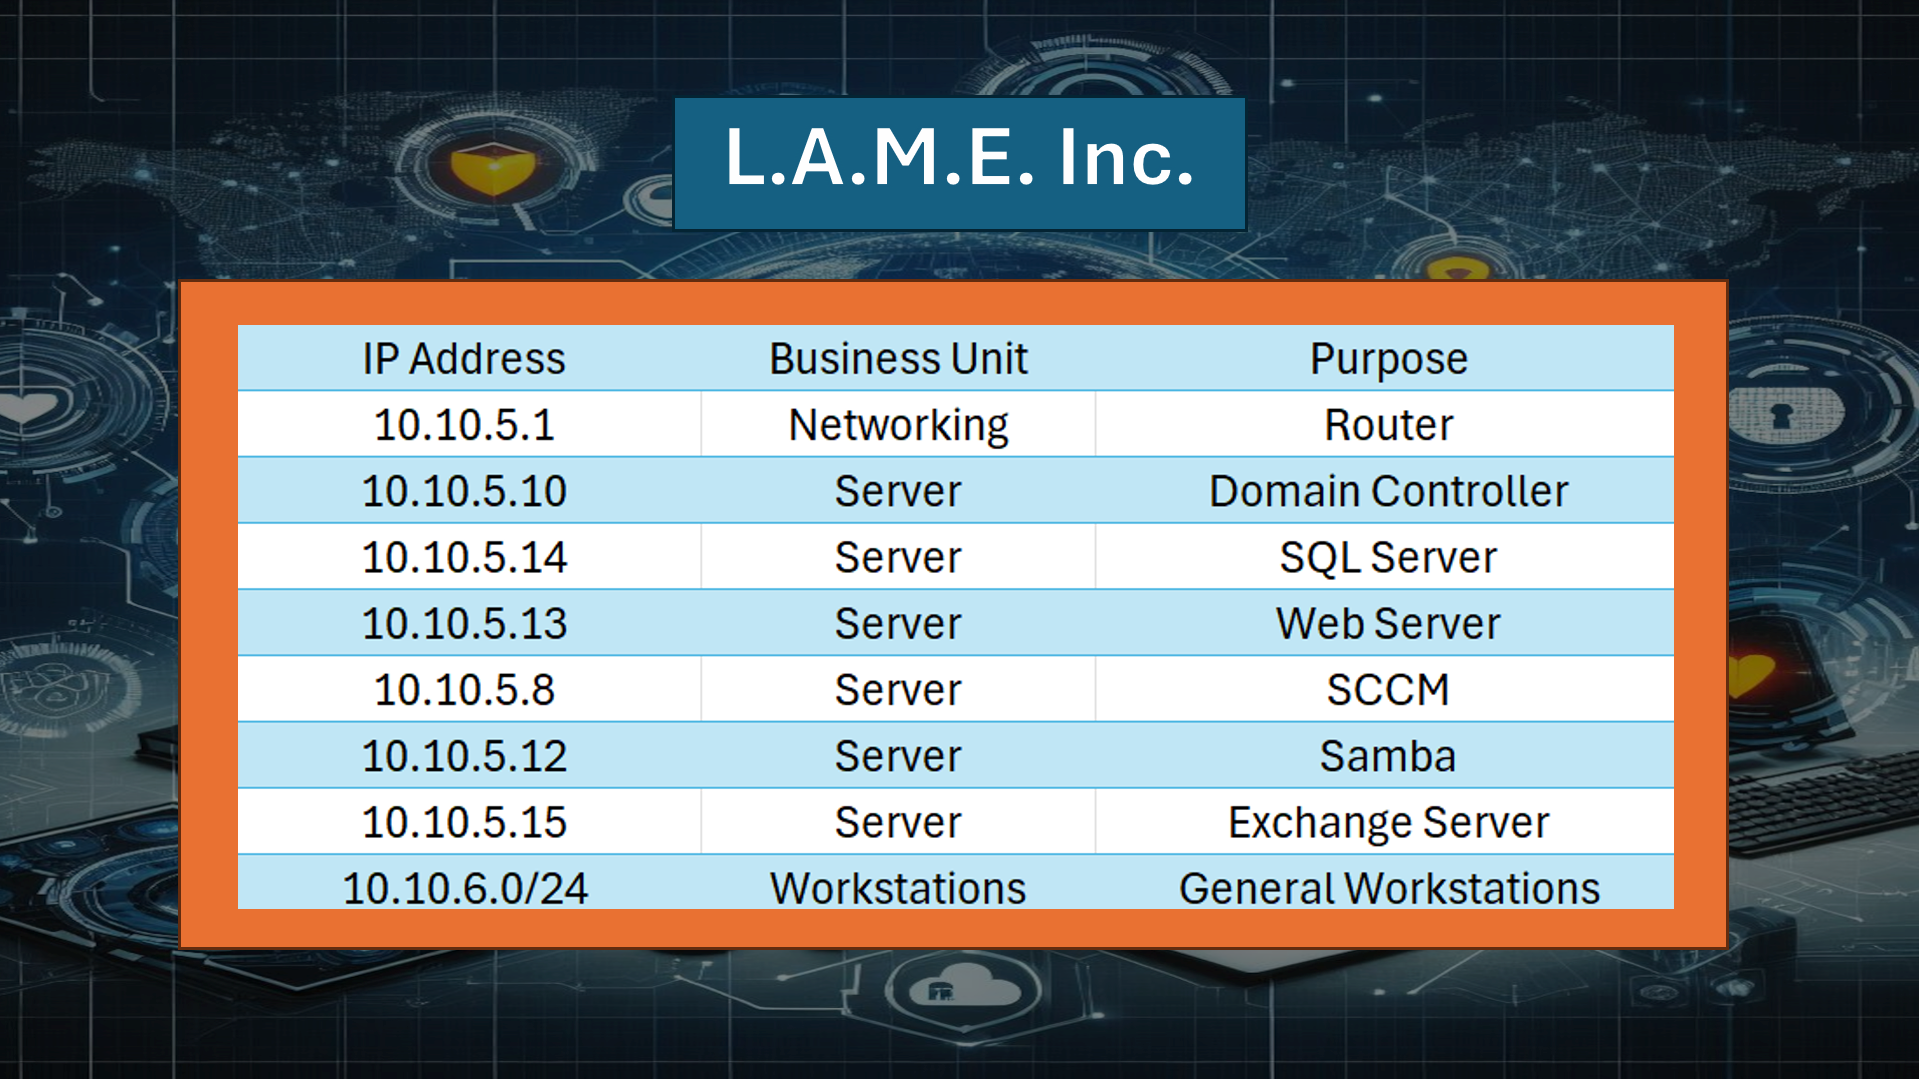 L.A.M.E. Inc.
IP Address Business Unit Purpose
10.10.5.1 Networking Router
10.10.5.10 Server Domain Controller
10.10.5.14 Server SQL Server
10.10.5.13 Server Web Server
10.10.5.8 Server SCCM
10.10.5.12 Server Samba
10.10.5.15 Server Exchange Server
10.10.6.0/24 Workstations General Workstations